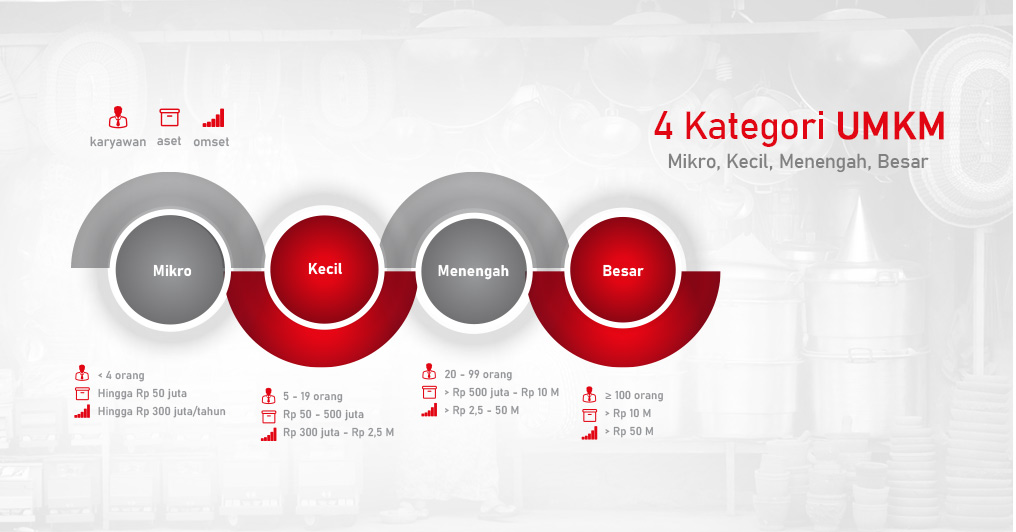 4 Kategori UMKM
Mikro, Kecil, Menengah, Besar
karyawan aset omset
Mikro
Kecil
Menengah
Besar
< 4 orang
Hingga Rp 50 juta
Hingga Rp 300 juta/tahun
5 - 19 orang
Rp 50 - 500 juta
Rp 300 juta - Rp 2,5 M
20 - 99 orang
> Rp 500 juta - Rp 10 M
> Rp 2,5 - 50 M
≥ 100 orang
> Rp 10 M
> Rp 50 M